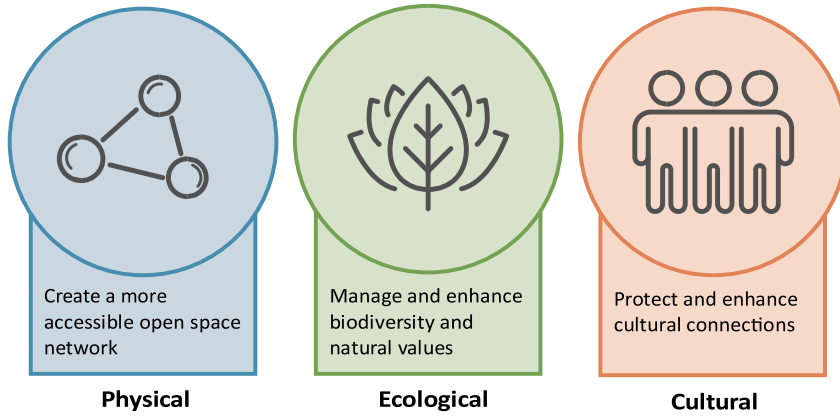 Create a more
accessible open space
network
Physical
Manage and enhance
biodiversity and
natural values
Ecological
Protect and enhance
cultural connections
Cultural